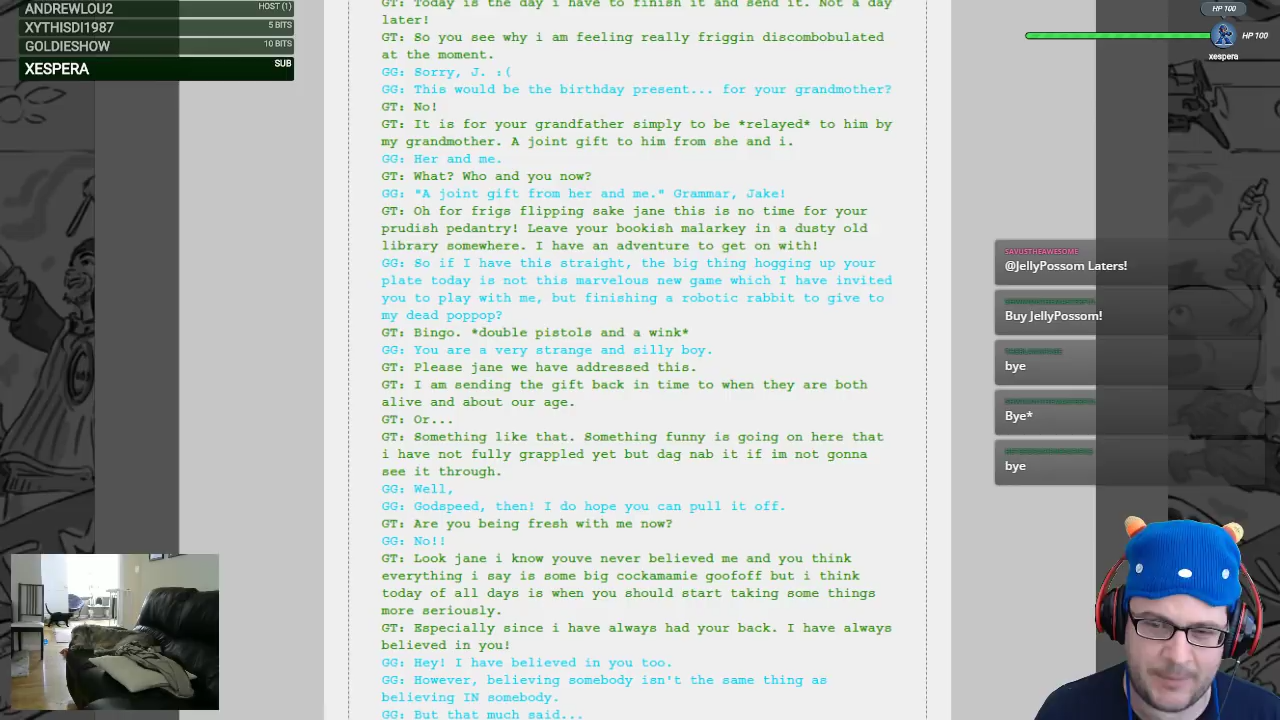 ANDREWLOU2 HOST (1)
XYTHISDI1987 5 BITS
GOLDIESHOW 10 BITS
XESPERA SUB
HP 100
HP 100
xespera
GT: Today is the day i have to finish it and send it. Not a day
later!
GT: So you see why i am feeling really friggin discombobulated
at the moment.
GG: Sorry, J. :(
GG: This would be the birthday present... for your grandmother?
GT: No!
GT: It is for your grandfather simply to be *relayed* to him by
my grandmother. A joint gift to him from she and i.
GG: Her and me.
GT: What? Who and you now?
GG: "A joint gift from her and me." Grammar, Jake!
GT: Oh for frigs flipping sake jane this is no time for your
prudish pedantry! Leave your bookish malarkey in a dusty old
library somewhere. I have an adventure to get on with!
GG: So if I have this straight, the big thing hogging up your
plate today is not this marvelous new game which I have invited
you to play with me, but finishing a robotic rabbit to give to
my dead poppop?
GT: Bingo. *double pistols and a wink*
GG: You are a very strange and silly boy.
GT: Please jane we have addressed this.
GT: I am sending the gift back in time to when they are both
alive and about our age.
GT: Or...
GT: Something like that. Something funny is going on here that
i have not fully grappled yet but dag nab it if im not gonna
see it through.
GG: Well,
GG: Godspeed, then! I do hope you can pull it off.
GT: Are you being fresh with me now?
GG: No!!
GT: Look jane i know youve never believed me and you think
everything i say is some big cockamamie goofoff but i think
today of all days is when you should start taking some things
more seriously.
GT: Especially since i have always had your back. I have always
believed in you!
GG: Hey! I have believed in you too.
GG: However, believing somebody isn't the same thing as
believing IN somebody.
GG: But that much said...
SAVUSTHEAWESOME
@JellyPossom Laters!
Buy JellyPossom!
bye
Bye*
bye